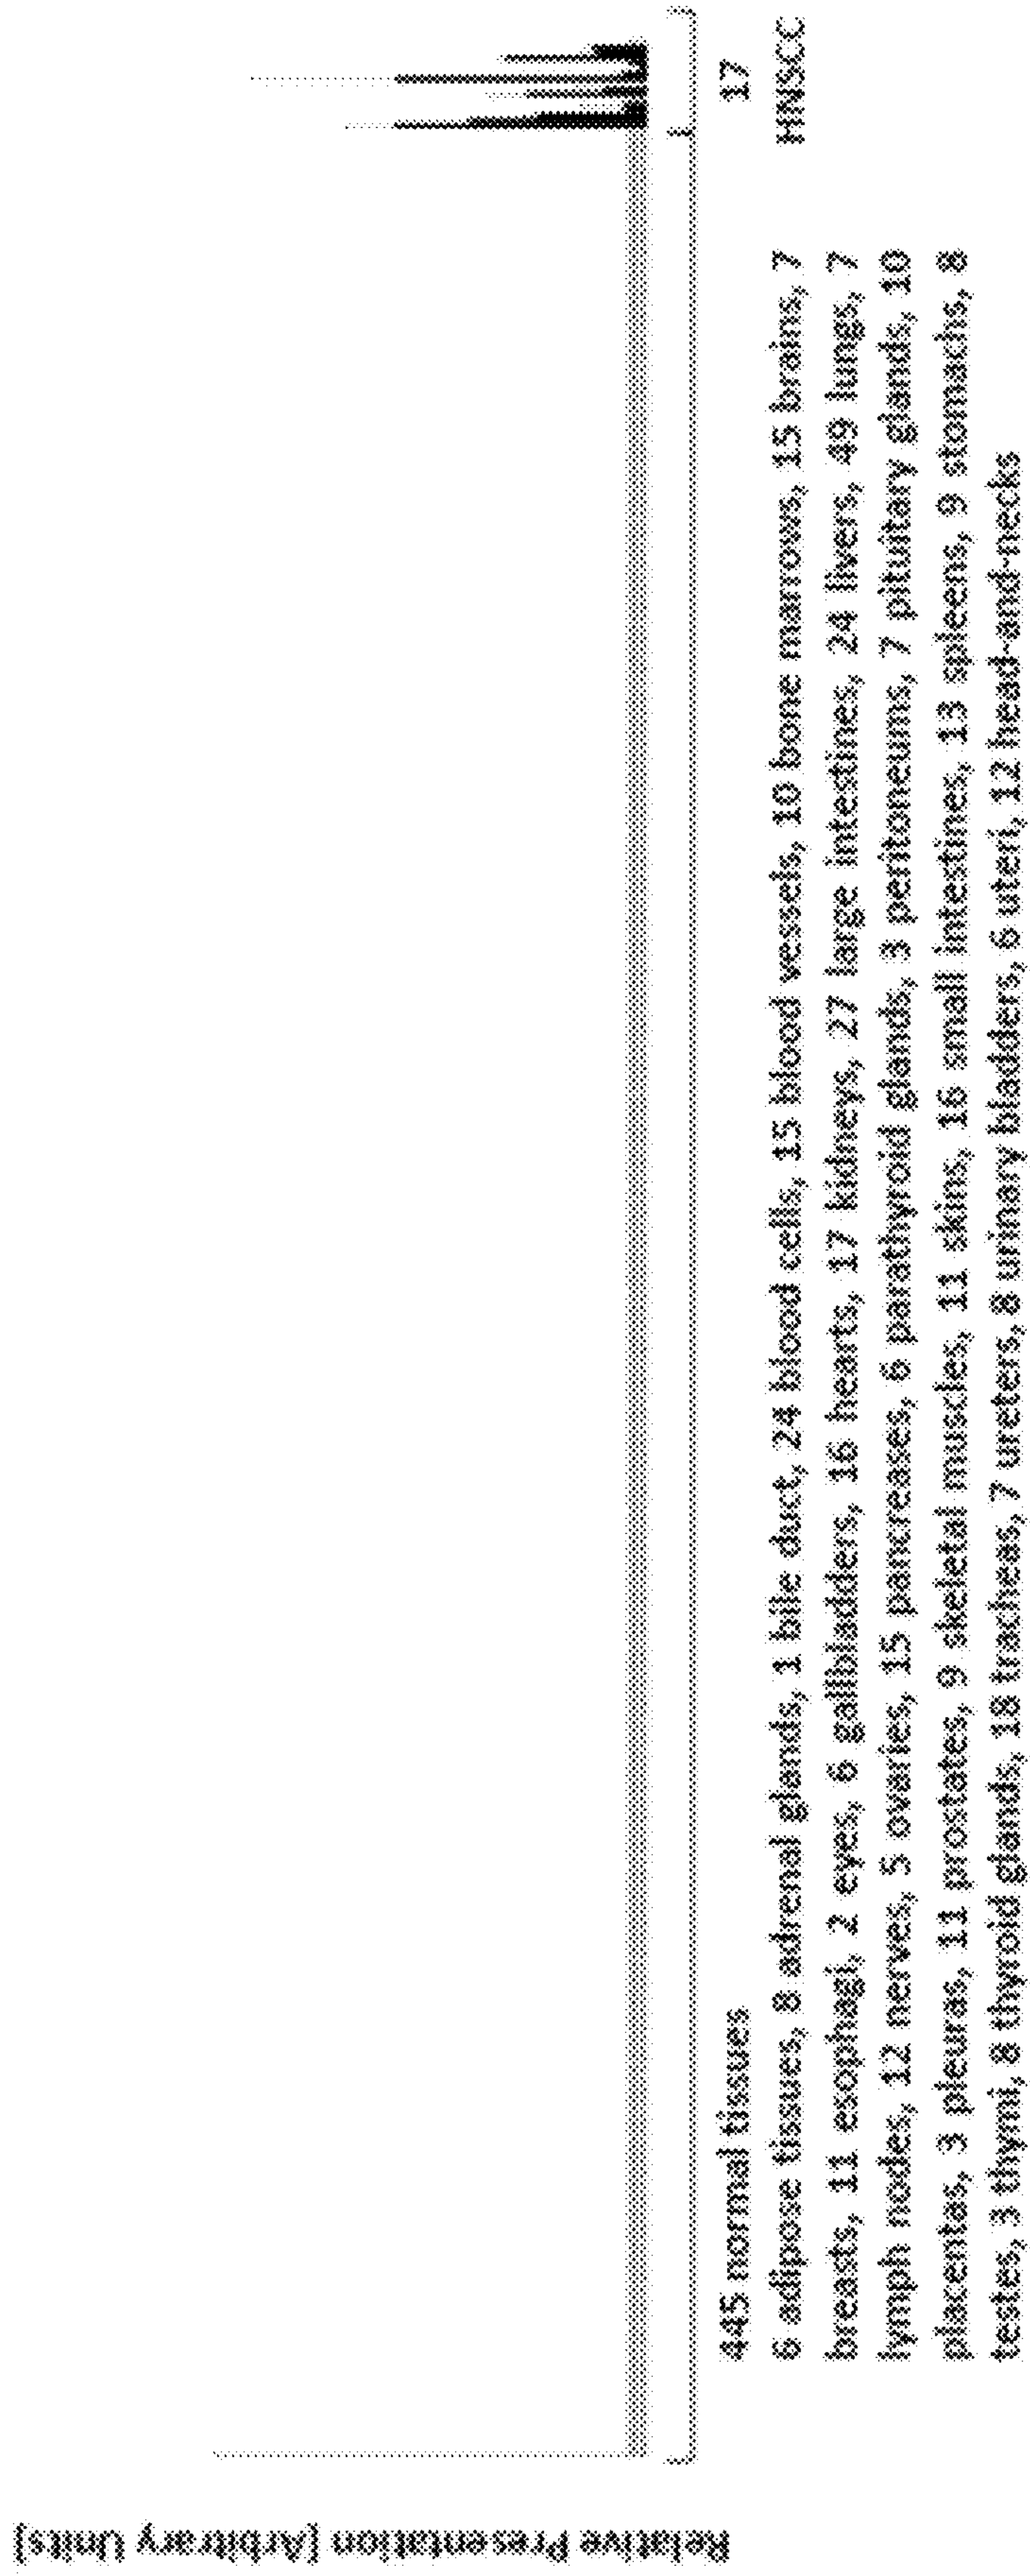 Relative Presentation [Arbitrary Units]
445 normal tissues
6 adipose tissues, 8 adrenal glands, 1 bile duct, 24 blood cells, 15 blood vessels, 10 bone marrows, 15 brains, 7
breasts, 11 esophagi, 2 eyes, 6 gallbladders, 16 hearts, 17 kidneys, 27 large intestines, 24 livers, 49 lungs, 7
lymph nodes, 12 nerves, 5 ovaries, 15 pancreases, 6 parathyroid glands, 3 peritoneums, 7 pituitary glands, 10
placentas, 3 pleuras, 11 prostates, 9 skeletal muscles, 11 skins, 16 small intestines, 13 spleens, 9 stomachs, 8
testes, 3 thymi, 8 thyroid glands, 18 tracheas, 7 ureters, 8 urinary bladders, 6 uteri, 12 head-and-necks
17
HNSCC